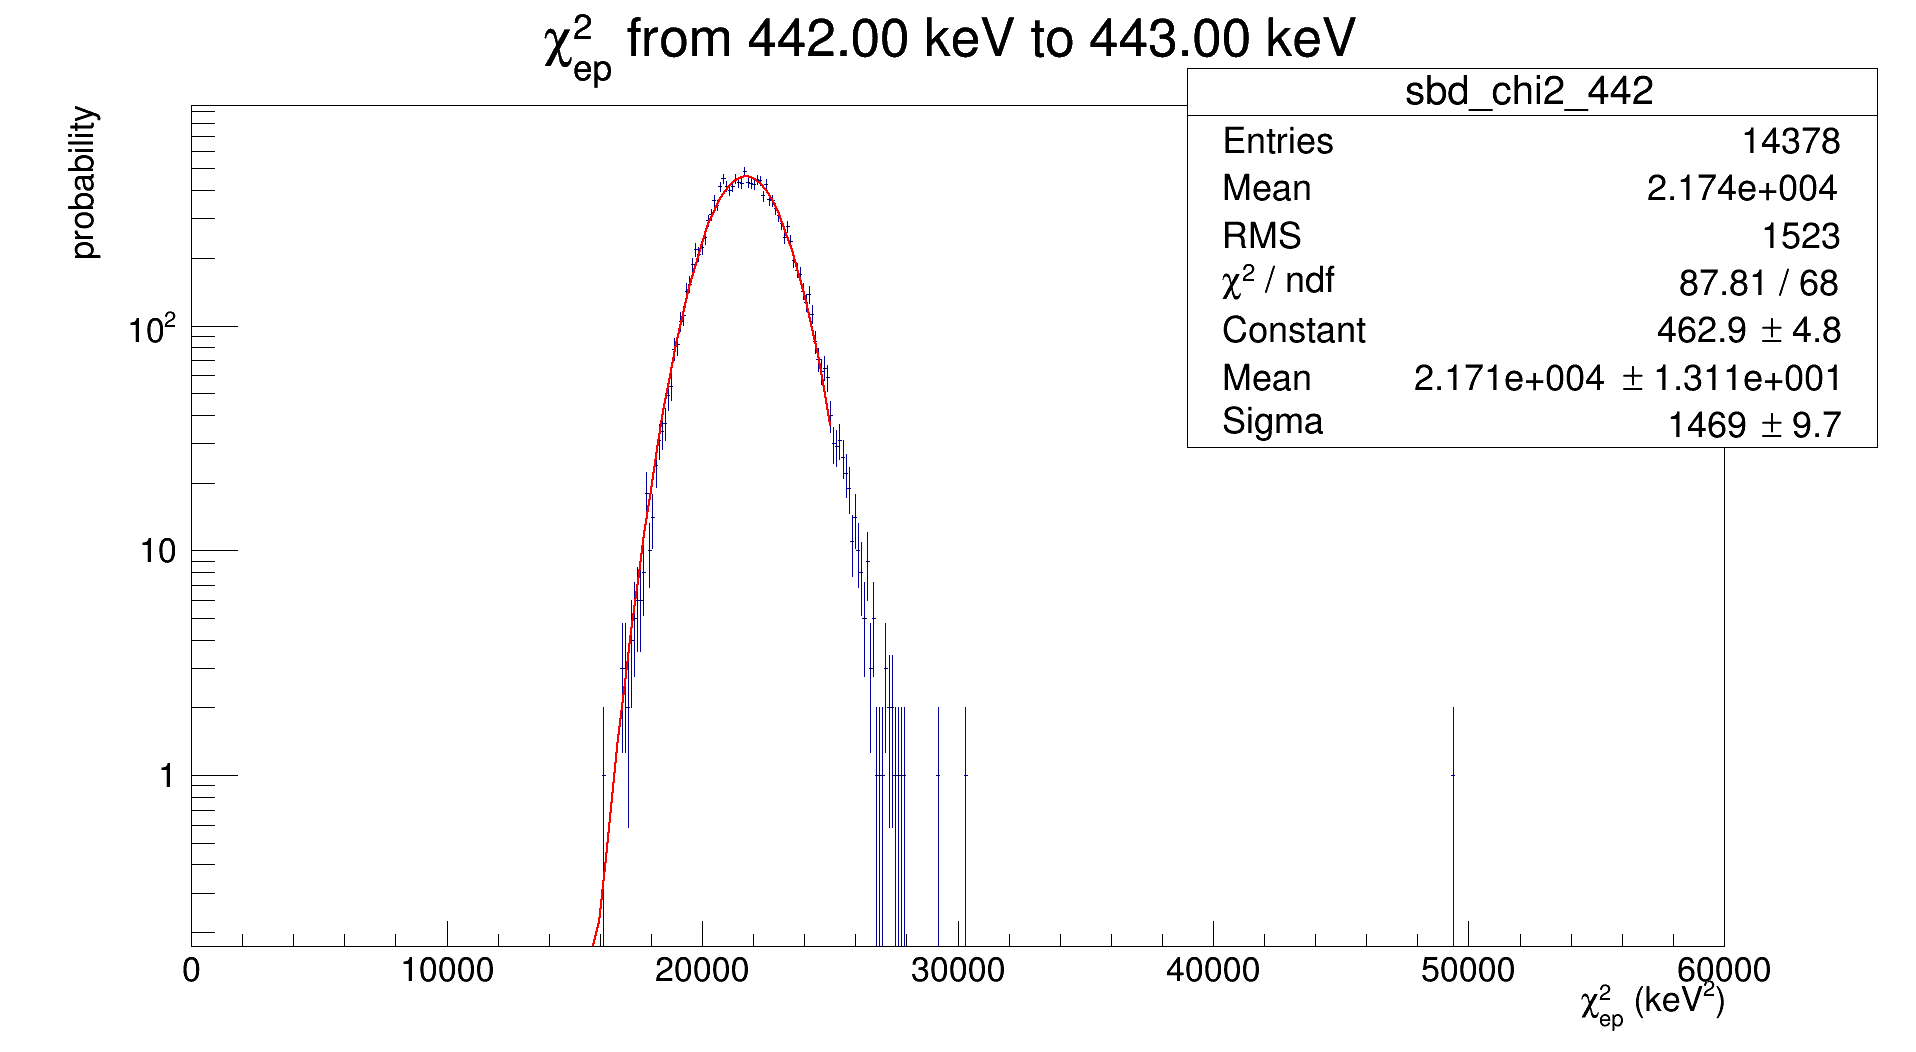 χ²ep from 442.00 keV to 443.00 keV
sbd_chi2_442
Entries 14378
Mean 2.174e+004
RMS 1523
χ² / ndf 87.81 / 68
Constant 462.9 ± 4.8
Mean 2.171e+004 ± 1.311e+001
Sigma 1469 ± 9.7
probability
10²
10
1
0 10000 20000 30000 40000 50000 60000
χ²ep (keV²)